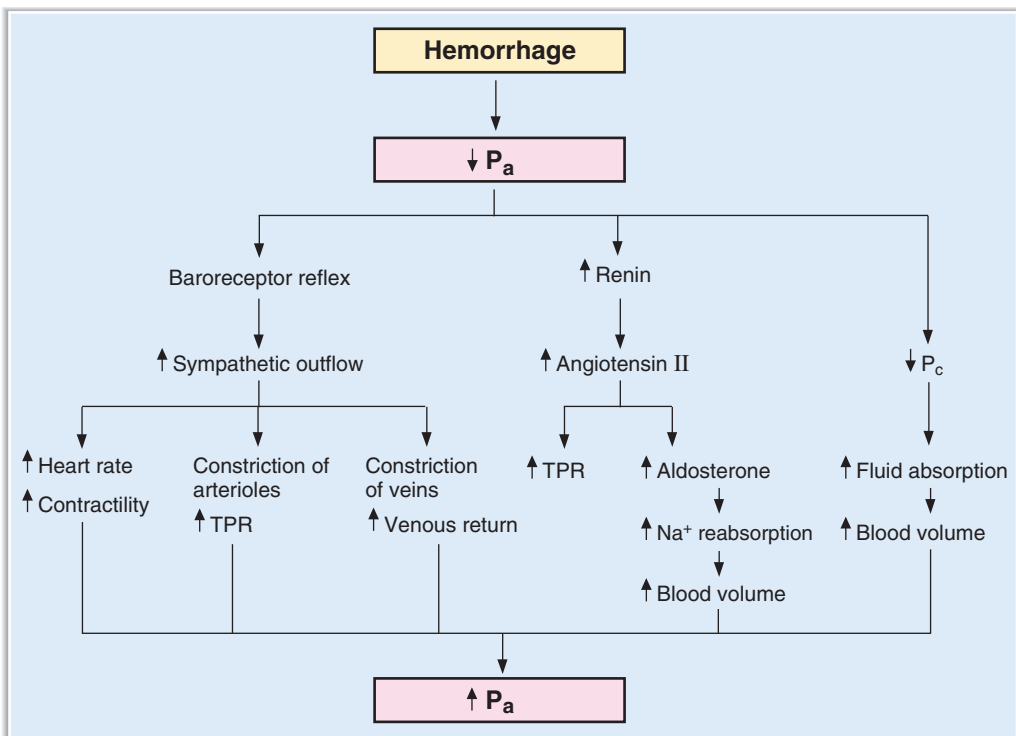 Hemorrhage
↓ Pa
Baroreceptor reflex
↑ Renin
↑ Sympathetic outflow
↑ Angiotensin II
↓ Pc
↑ Heart rate
↑ Contractility
Constriction of
arterioles
↑ TPR
Constriction
of veins
↑ Venous return
↑ TPR
↑ Aldosterone
↑ Na⁺ reabsorption
↑ Blood volume
↑ Fluid absorption
↑ Blood volume
↑ Pa